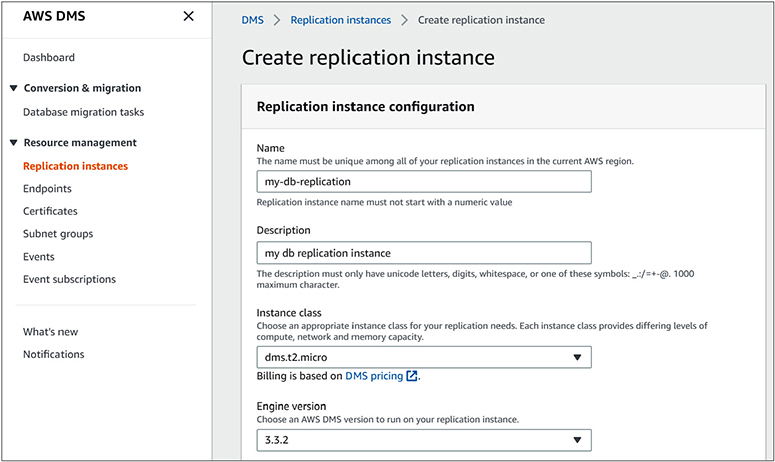 AWS DMS
Dashboard
Conversion & migration
Database migration tasks
Resource management
Replication instances
Endpoints
Certificates
Subnet groups
Events
Event subscriptions
What's new
Notifications
DMS > Replication instances > Create replication instance
Create replication instance
Replication instance configuration
Name
The name must be unique among all of your replication instances in the current AWS region.
my-db-replication
Replication instance name must not start with a numeric value
Description
my db replication instance
The description must only have unicode letters, digits, whitespace, or one of these symbols: _.:/=+-@. 1000
maximum character.
Instance class
Choose an appropriate instance class for your replication needs. Each instance class provides differing levels of
compute, network and memory capacity.
dms.t2.micro
Billing is based on DMS pricing.
Engine version
Choose an AWS DMS version to run on your replication instance.
3.3.2